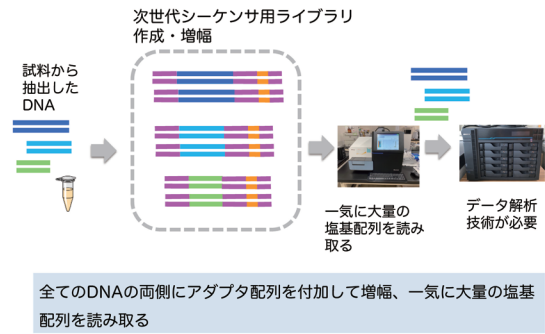 次世代シーケンサ用ライブラリ
作成・増幅
試料から
抽出した
DNA
一気に大量の
塩基配列を読み
取る
データ解析
技術が必要
全てのDNAの両側にアダプタ配列を付加して増幅、一気に大量の塩基
配列を読み取る